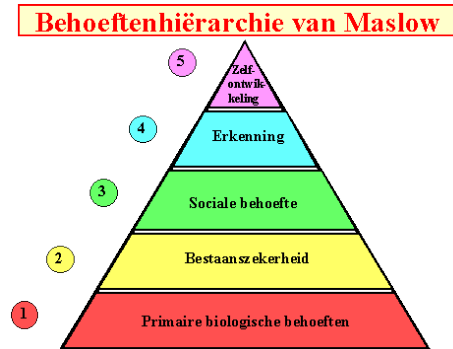 Behoeftenhiërarchie van Maslow
5
Zelf-
ontwik-
keling
4
Erkenning
3
Sociale behoefte
2
Bestaanszekerheid
1
Primaire biologische behoeften